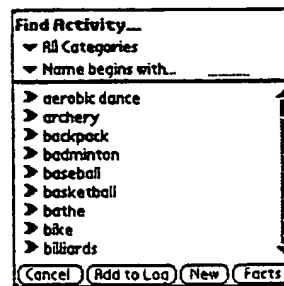 Find Activity...
All Categories
Name begins with...
aerobic dance
archery
backpack
badminton
baseball
basketball
bathe
bike
billiards
Cancel Add to Log New Facts